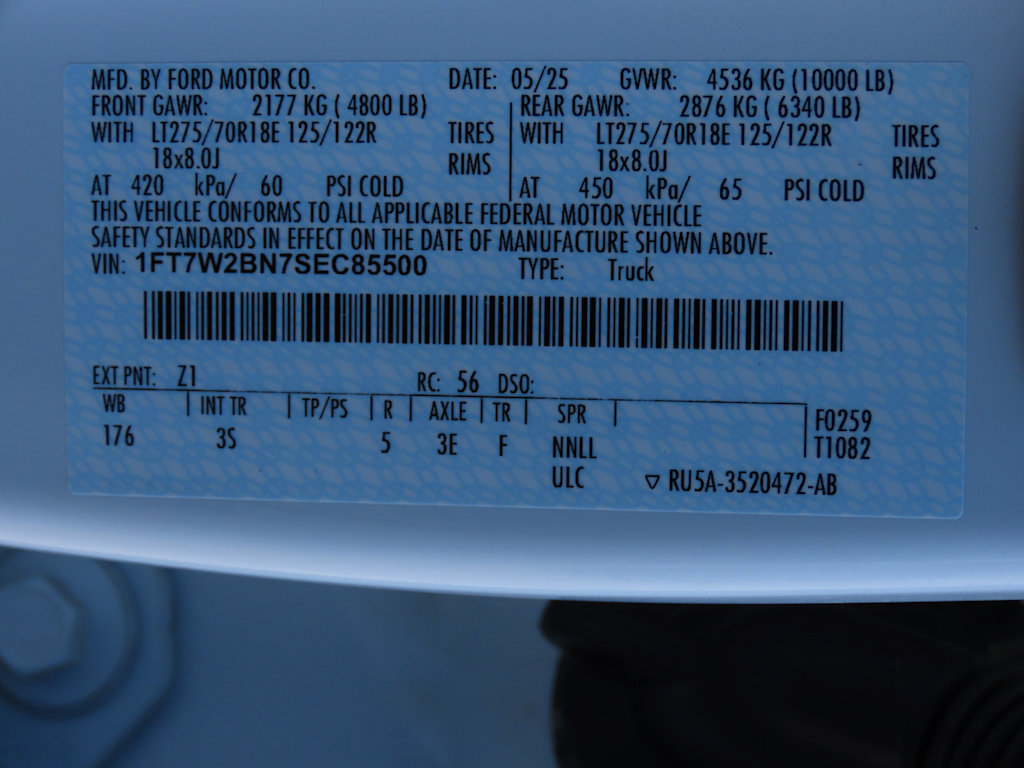 MFD. BY FORD MOTOR CO. DATE: 05/25 GVWR: 4536 KG (10000 LB)
FRONT GAWR: 2177 KG ( 4800 LB) REAR GAWR: 2876 KG ( 6340 LB)
WITH LT275/70R18E 125/122R TIRES WITH LT275/70R18E 125/122R TIRES
18x8.0J RIMS 18x8.0J RIMS
AT 420 kPa/ 60 PSI COLD AT 450 kPa/ 65 PSI COLD
THIS VEHICLE CONFORMS TO ALL APPLICABLE FEDERAL MOTOR VEHICLE
SAFETY STANDARDS IN EFFECT ON THE DATE OF MANUFACTURE SHOWN ABOVE.
VIN: 1FT7W2BN7SEC85500 TYPE: Truck
EXT PNT: Z1 RC: 56 DSO:
WB INT TR TP/PS R AXLE TR SPR F0259
176 3S 5 3E F NNLL T1082
ULC ▽ RU5A-3520472-AB